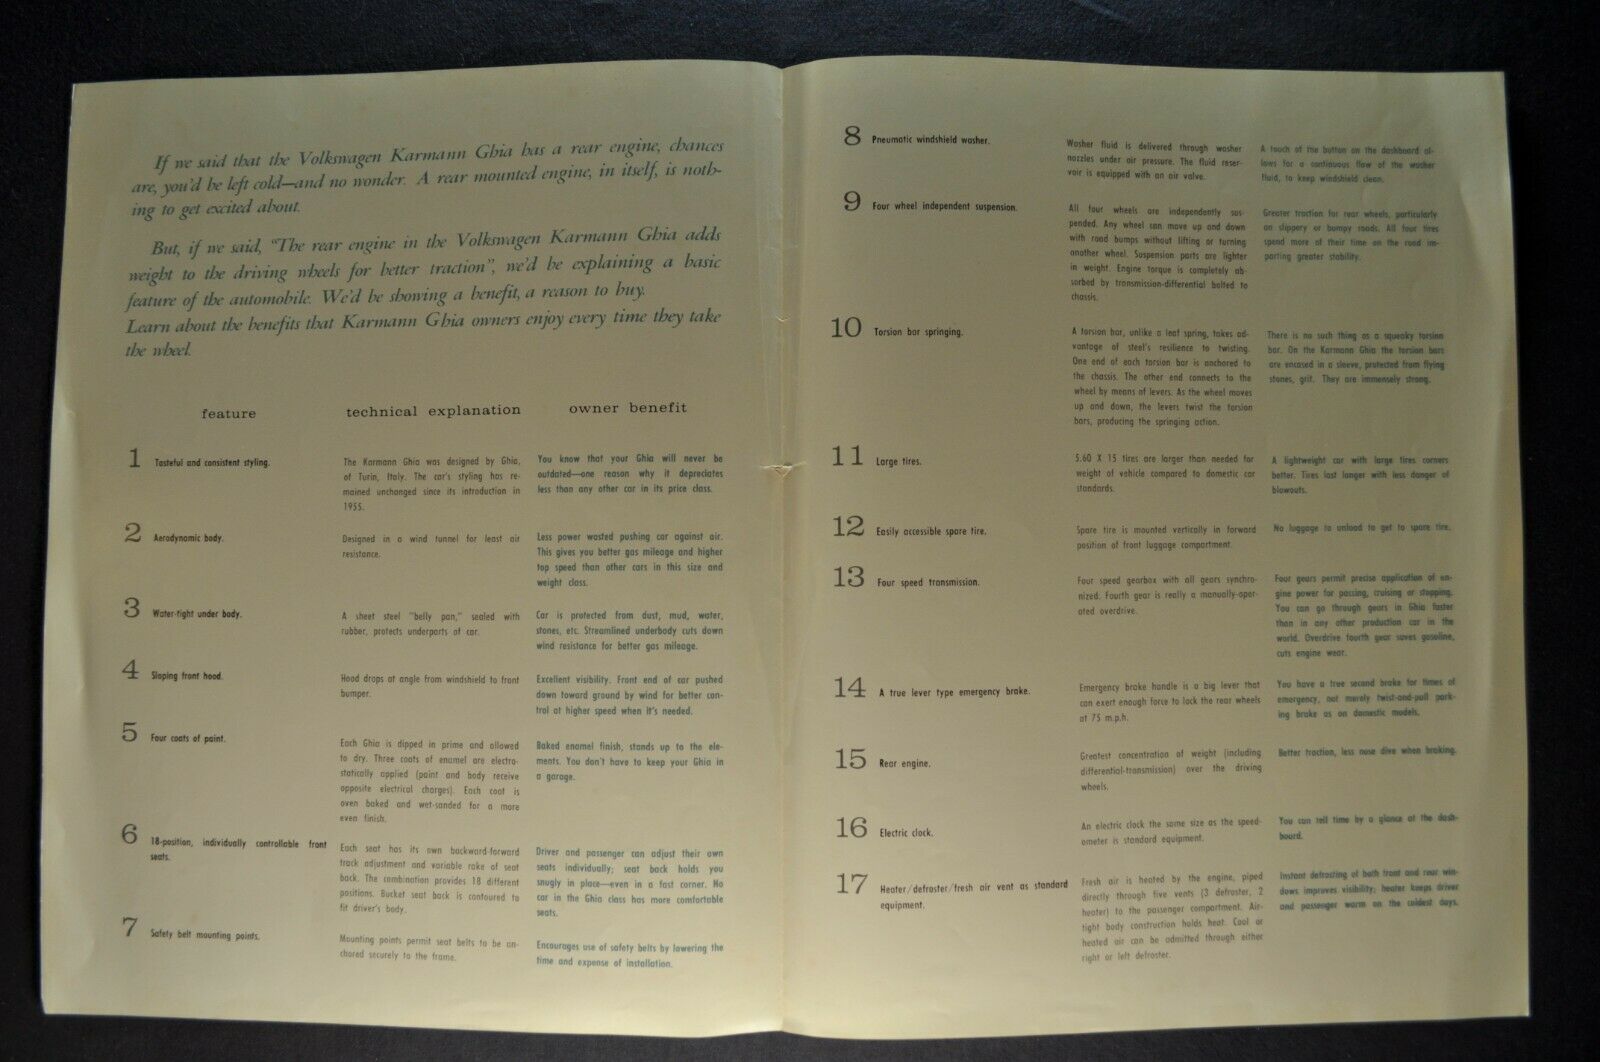 If we said that the Volkswagen Karmann Ghia has a rear engine, chances
are, you'd be left cold—and no wonder. A rear mounted engine, in itself, is noth-
ing to get excited about.
But, if we said, "The rear engine in the Volkswagen Karmann Ghia adds
weight to the driving wheels for better traction", we'd be explaining a basic
feature of the automobile. We'd be showing a benefit, a reason to buy.
Learn about the benefits that Karmann Ghia owners enjoy every time they take
the wheel.
feature
technical explanation
owner benefit
1
Tasteful and consistent styling.
The Karmann Ghia was designed by Ghia,
of Turin, Italy. The car's styling has re-
mained unchanged since its introduction in
1955.
You know that your Ghia will never be
outdated—one reason why it depreciates
less than any other car in its price class.
2
Aerodynamic body.
Designed in a wind tunnel for least air
resistance.
Less power wasted pushing car against air.
This gives you better gas mileage and higher
top speed than other cars in this size and
weight class.
3
Water-tight under body.
A sheet steel "belly pan," sealed with
rubber, protects underparts of car.
Car is protected from dust, mud, water,
stones, etc. Streamlined underbody cuts down
wind resistance for better gas mileage.
4
Sloping front hood.
Hood drops at angle from windshield to front
bumper.
Excellent visibility. Front end of car pushed
down toward ground by wind for better con-
trol at higher speed when it's needed.
5
Four coats of paint.
Each Ghia is dipped in prime and allowed
to dry. Three coats of enamel are electro-
statically applied (paint and body receive
opposite electrical charges). Each coat is
oven baked and wet-sanded for a more
even finish.
Baked enamel finish, stands up to the ele-
ments. You don't have to keep your Ghia in
a garage.
6
18-position, individually controllable front
seats.
Each seat has its own backward-forward
track adjustment and variable rake of seat
back. The combination provides 18 different
positions. Bucket seat back is contoured to
fit driver's body.
Driver and passenger can adjust their own
seats individually; seat back holds you
snugly in place—even in a fast corner. No
car in the Ghia class has more comfortable
seats.
7
Safety belt mounting points.
Mounting points permit seat belts to be an-
chored securely to the frame.
Encourages use of safety belts by lowering the
time and expense of installation.
8
Pneumatic windshield washer.
Washer fluid is delivered through washer
nozzles under air pressure. The fluid reser-
voir is equipped with an air valve.
A touch of the button on the dashboard al-
lows for a continuous flow of the washer
fluid, to keep windshield clean.
9
Four wheel independent suspension.
All four wheels are independently sus-
pended. Any wheel can move up and down
with road bumps without lifting or turning
another wheel. Suspension parts are lighter
in weight. Engine torque is completely ab-
sorbed by transmission-differential bolted to
chassis.
Greater traction for rear wheels, particularly
on slippery or bumpy roads. All four tires
spend more of their time on the road im-
parting greater stability.
10
Torsion bar springing.
A torsion bar, unlike a leaf spring, takes ad-
vantage of steel's resilience to twisting.
One end of each torsion bar is anchored to
the chassis. The other end connects to the
wheel by means of levers. As the wheel moves
up and down, the levers twist the torsion
bars, producing the springing action.
There is no such thing as a squeaky torsion
bar. On the Karmann Ghia the torsion bars
are encased in a sleeve, protected from flying
stones, grit. They are immensely strong.
11
Large tires.
5.60 X 15 tires are larger than needed for
weight of vehicle compared to domestic car
standards.
A lightweight car with large tires corners
better. Tires last longer with less danger of
blowouts.
12
Easily accessible spare tire.
Spare tire is mounted vertically in forward
position of front luggage compartment.
No luggage to unload to get to spare tire.
13
Four speed transmission.
Four speed gearbox with all gears synchro-
nized. Fourth gear is really a manually-oper-
ated overdrive.
Four gears permit precise application of en-
gine power for passing, cruising or stopping.
You can go through gears in Ghia faster
than in any other production car in the
world. Overdrive fourth gear saves gasoline,
cuts engine wear.
14
A true lever type emergency brake.
Emergency brake handle is a big lever that
can exert enough force to lock the rear wheels
at 75 m.p.h.
You have a true second brake for times of
emergency, not merely twist-and-pull park-
ing brake as on domestic models.
15
Rear engine.
Greatest concentration of weight (including
differential-transmission) over the driving
wheels.
Better traction, less nose dive when braking.
16
Electric clock.
An electric clock the same size as the speed-
ometer is standard equipment.
You can tell time by a glance at the dash-
board.
17
Heater/defroster/fresh air vent as standard
equipment.
Fresh air is heated by the engine, piped
directly through five vents (3 defroster, 2
heater) to the passenger compartment. Air-
tight body construction holds heat. Cool or
heated air can be admitted through either
right or left defroster.
Instant defrosting of both front and rear win-
dows improves visibility; heater keeps driver
and passenger warm on the coldest days.